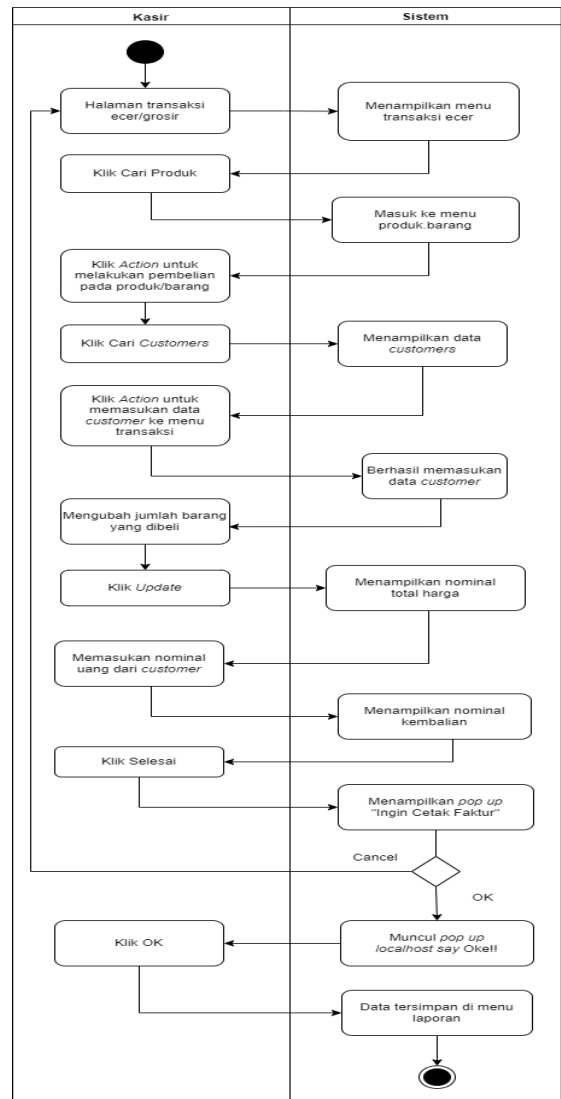 Kasir
Sistem
Halaman transaksi
ecer/grosir
Menampilkan menu
transaksi ecer
Klik Cari Produk
Masuk ke menu
produk.barang
Klik Action untuk
melakukan pembelian
pada produk/barang
Klik Cari Customers
Menampilkan data
customers
Klik Action untuk
memasukan data
customer ke menu
transaksi
Berhasil memasukan
data customer
Mengubah jumlah barang
yang dibeli
Klik Update
Menampilkan nominal
total harga
Memasukan nominal
uang dari customer
Menampilkan nominal
kembalian
Klik Selesai
Menampilkan pop up
"Ingin Cetak Faktur"
Cancel
OK
Muncul pop up
localhost say Oke!!
Klik OK
Data tersimpan di menu
laporan